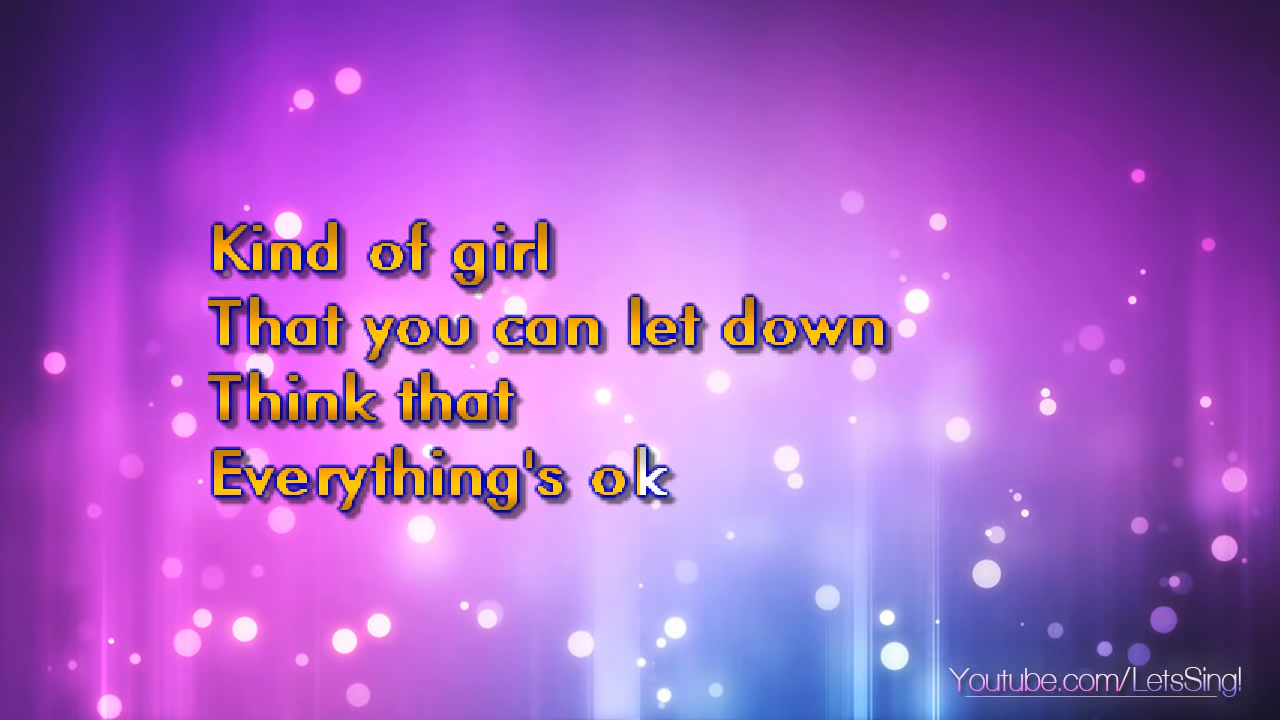 Kind of girl
That you can let down
Think that
Everything's ok
Youtube.com/LetsSing!